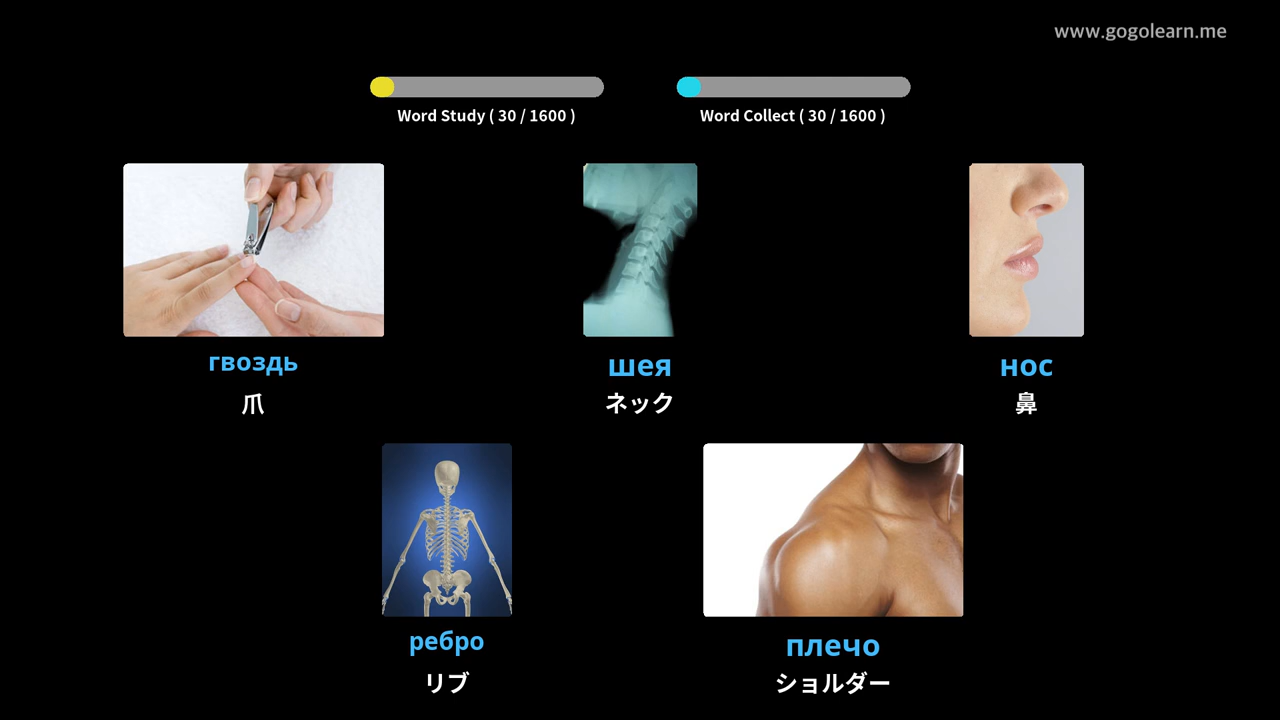 www.gogolearn.me
Word Study ( 30 / 1600 )
Word Collect ( 30 / 1600 )
гвоздь
爪
шея
ネック
нос
鼻
ребро
リブ
плечо
ショルダー